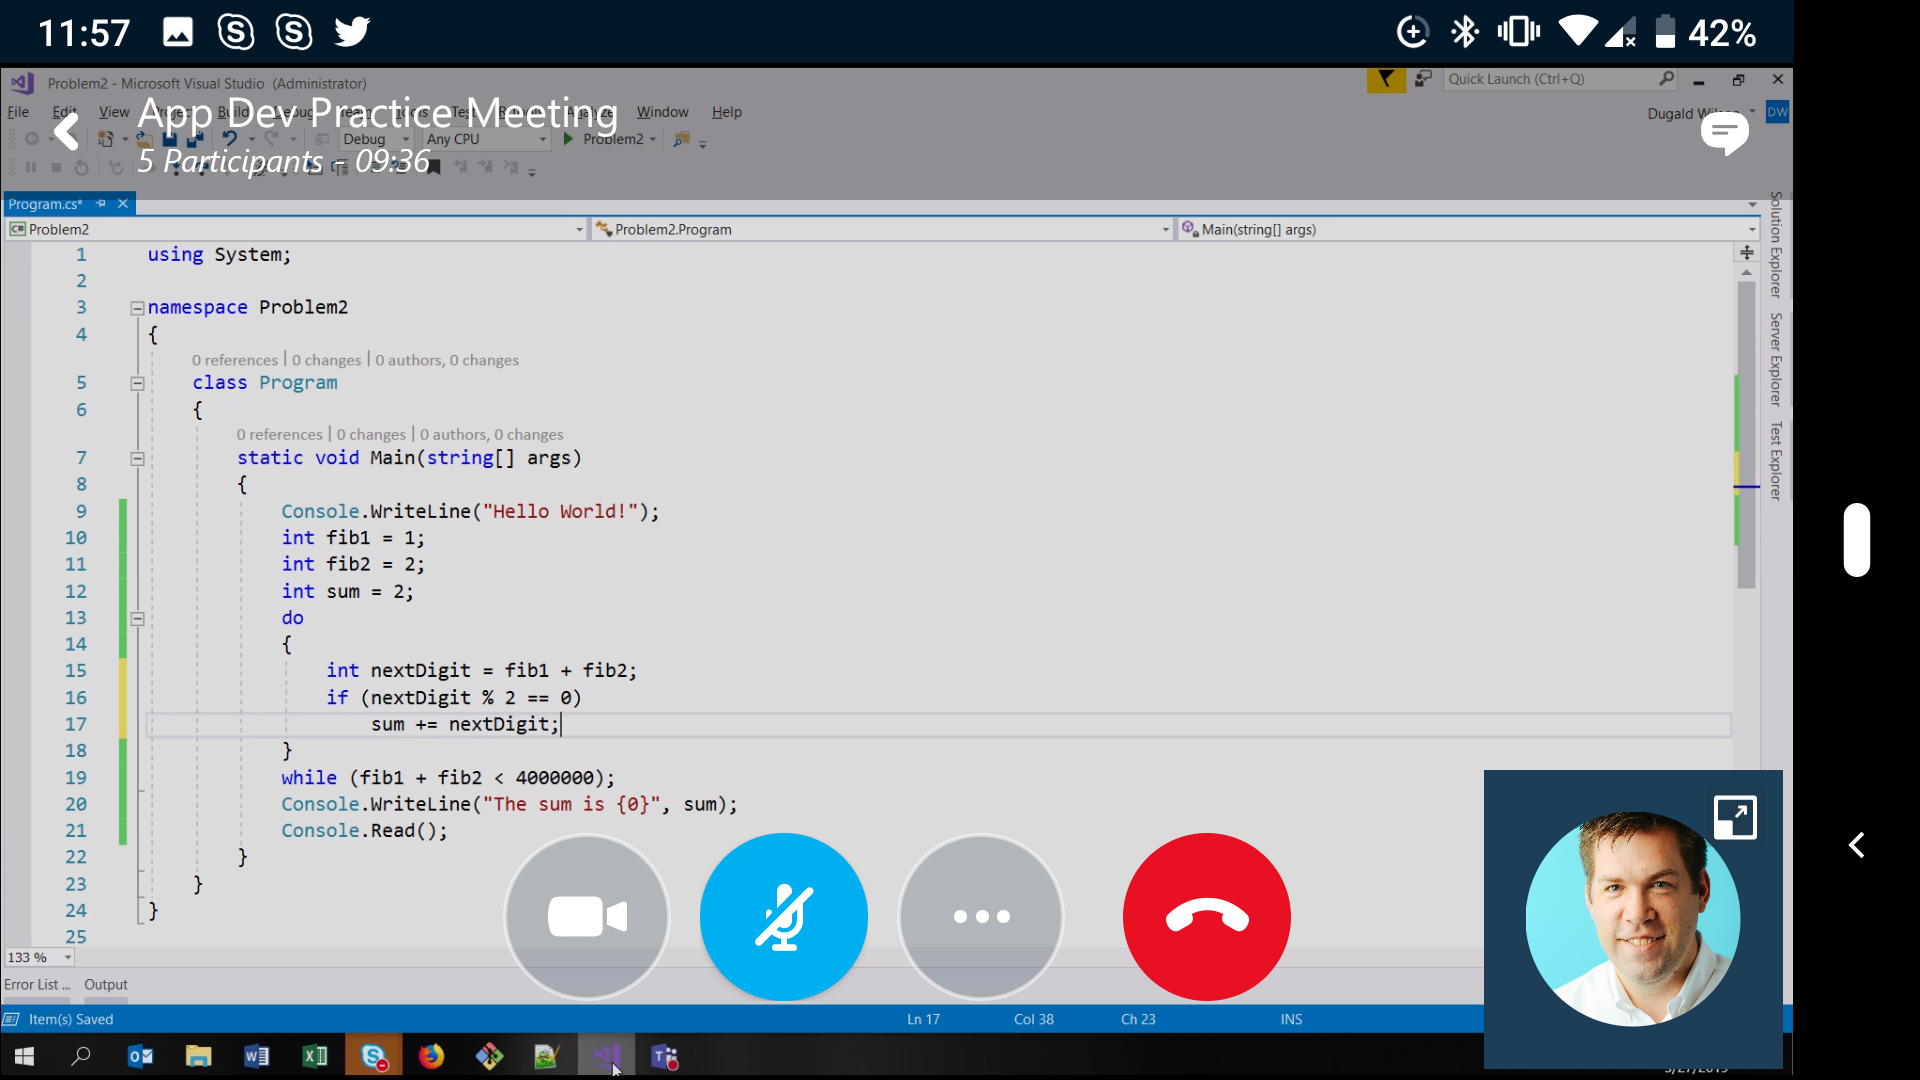 11:57
42%
Problem2 - Microsoft Visual Studio (Administrator)
Quick Launch (Ctrl+Q)
File Edit View Build Debug Window Help
App Dev Practice Meeting
Dugald
DW
Debug Any CPU Problem2
5 Participants – 09:36
Program.cs*
Problem2
Problem2.Program
Main(string[] args)
Solution Explorer
Server Explorer
Test Explorer
1 using System;
2
3 namespace Problem2
4 {
0 references | 0 changes | 0 authors, 0 changes
5 class Program
6 {
0 references | 0 changes | 0 authors, 0 changes
7 static void Main(string[] args)
8 {
9 Console.WriteLine("Hello World!");
10 int fib1 = 1;
11 int fib2 = 2;
12 int sum = 2;
13 do
14 {
15 int nextDigit = fib1 + fib2;
16 if (nextDigit % 2 == 0)
17 sum += nextDigit;
18 }
19 while (fib1 + fib2 < 4000000);
20 Console.WriteLine("The sum is {0}", sum);
21 Console.Read();
22 }
23 }
24 }
25
133 %
Error List ... Output
Item(s) Saved
Ln 17 Col 38 Ch 23 INS